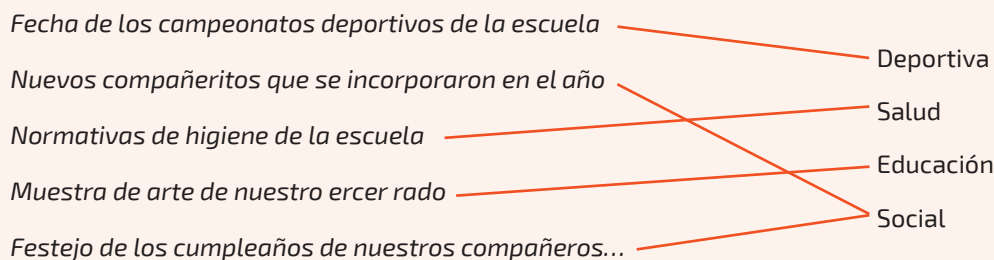 Fecha de los campeonatos deportivos de la escuela
Deportiva
Nuevos compañeritos que se incorporaron en el año
Salud
Normativas de higiene de la escuela
Educación
Muestra de arte de nuestro ercer rado
Social
Festejo de los cumpleaños de nuestros compañeros...